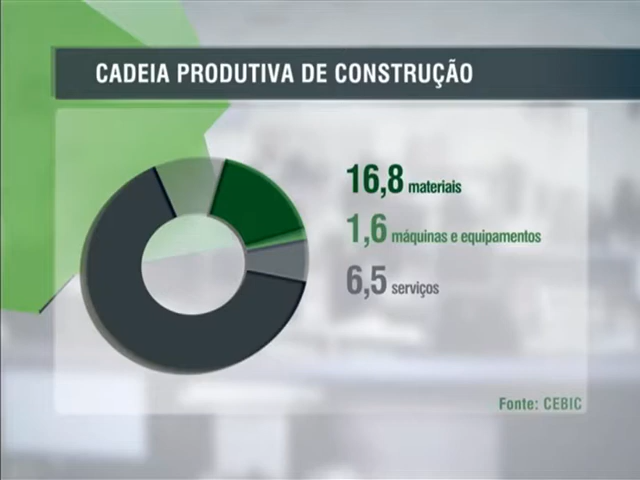 CADEIA PRODUTIVA DE CONSTRUÇÃO
16,8 materiais
1,6 máquinas e equipamentos
6,5 serviços
Fonte: CEBIC